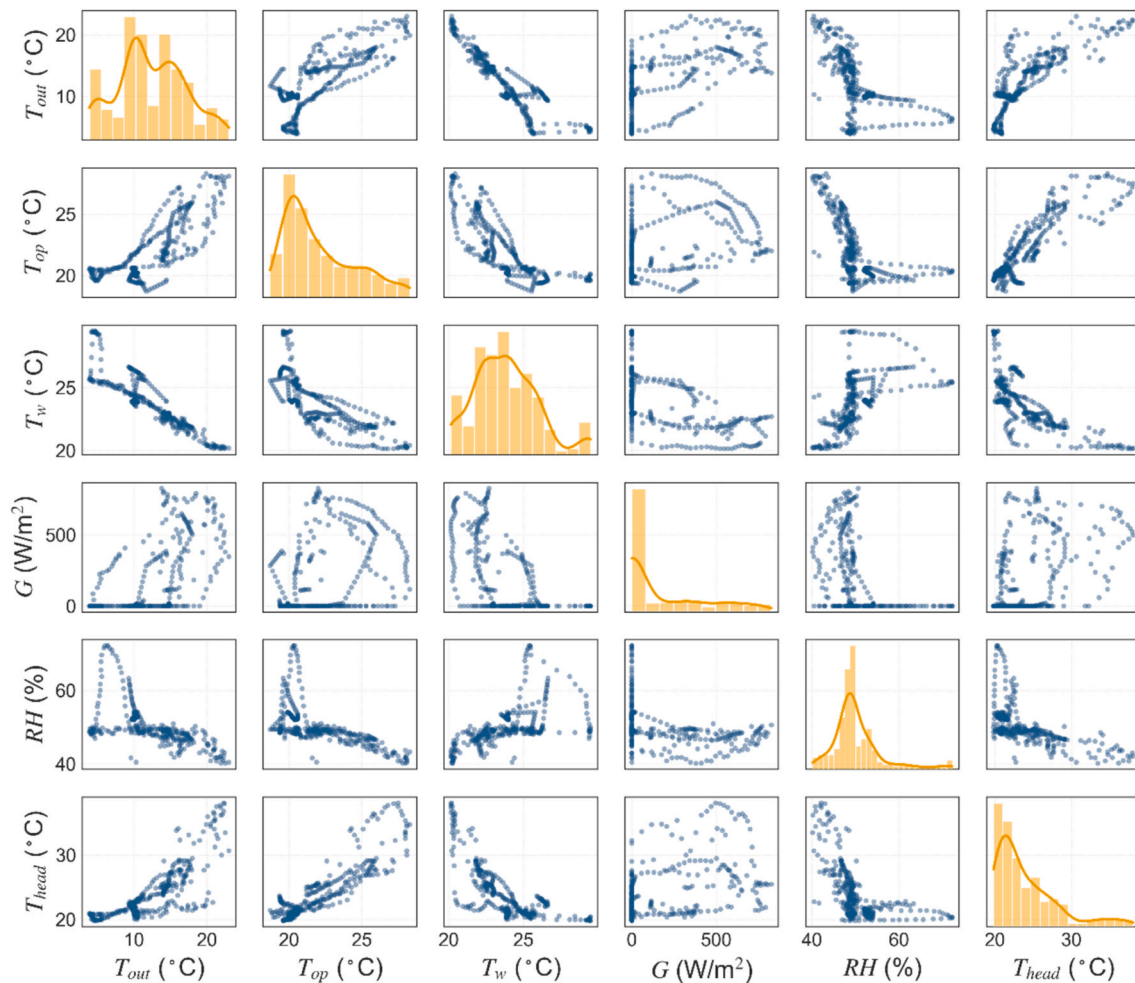 T_out (°C)
20
10
T_op (°C)
25
20
T_w (°C)
25
20
G (W/m²)
500
0
RH (%)
60
40
T_head (°C)
30
20
10 20
20 25
20 25
0 500
40 60
20 30
T_out (°C)
T_op (°C)
T_w (°C)
G (W/m²)
RH (%)
T_head (°C)